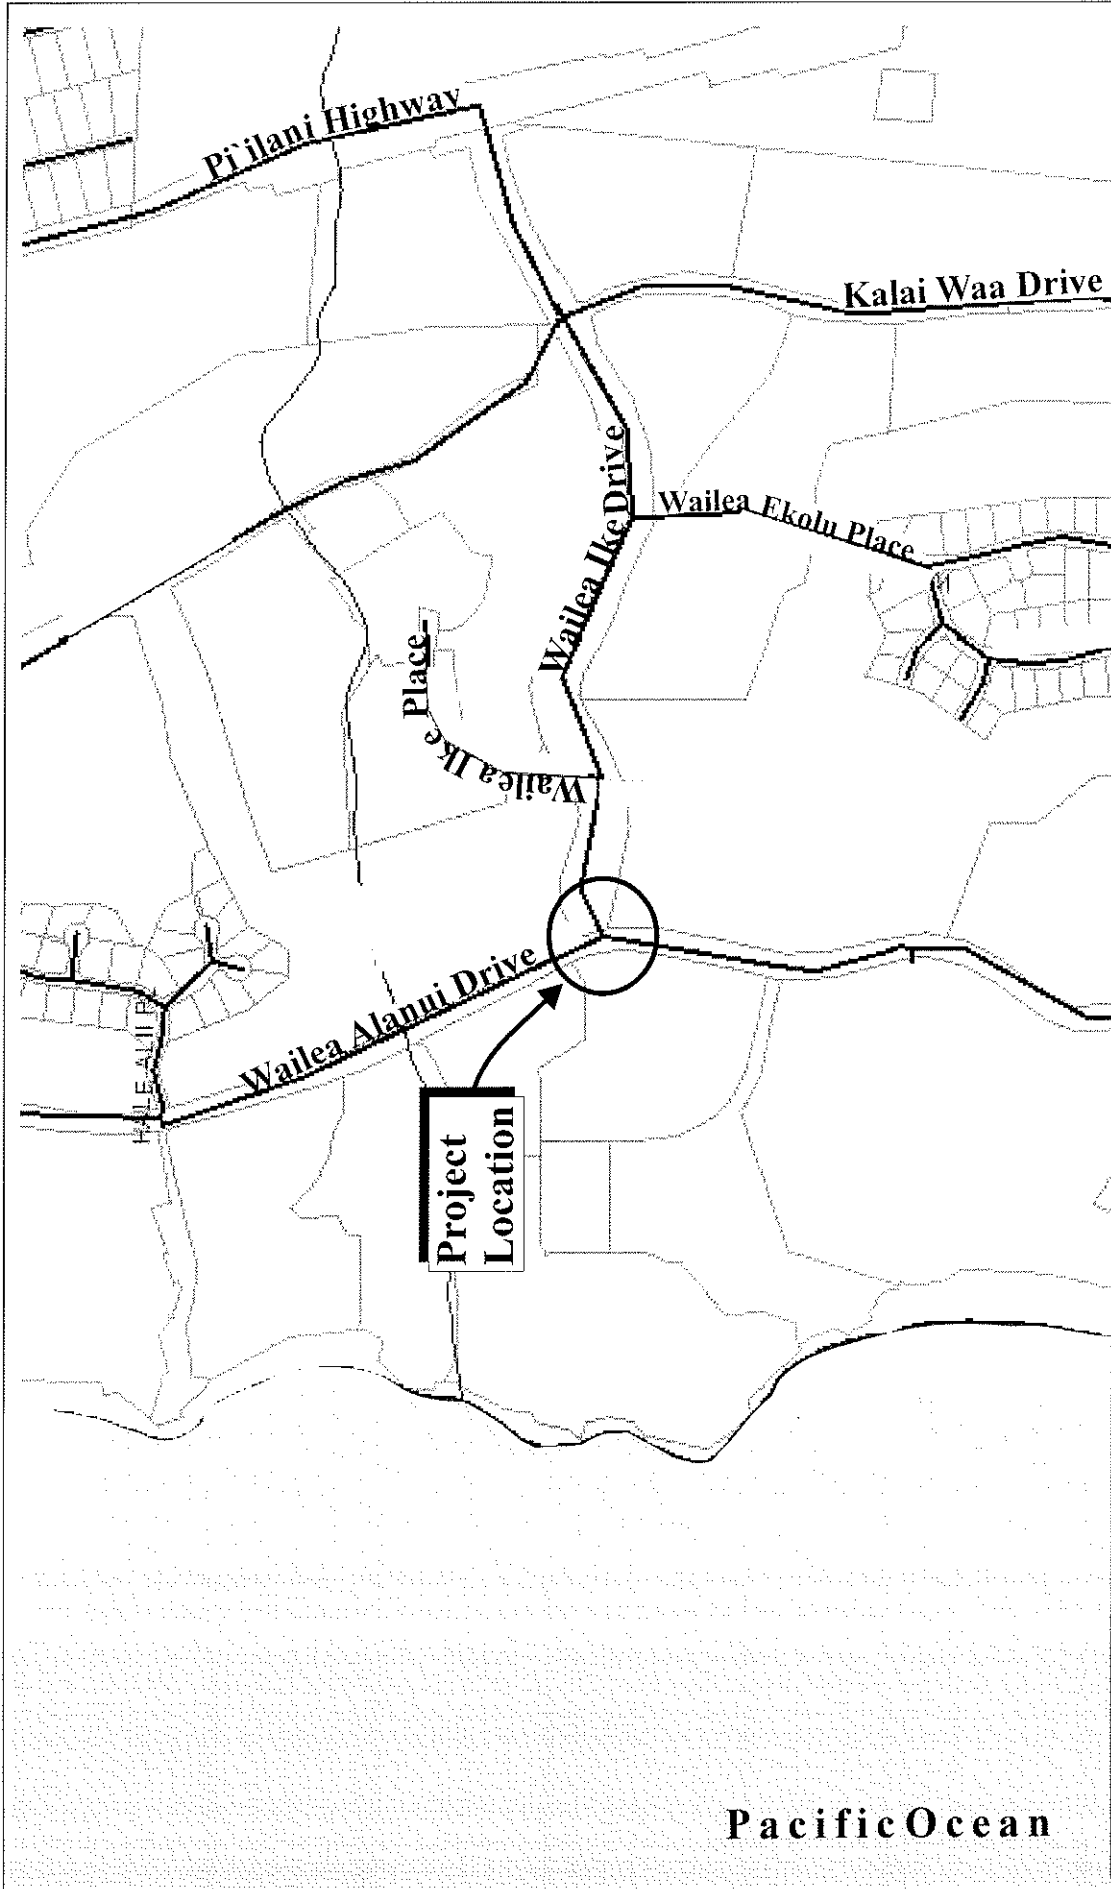 Pi`ilani Highway
Kalai Waa Drive
Wailea Ike Drive
Wailea Ekolu Place
Wailea Ike Place
Wailea Alanui Drive
Project
Location
Pacific Ocean